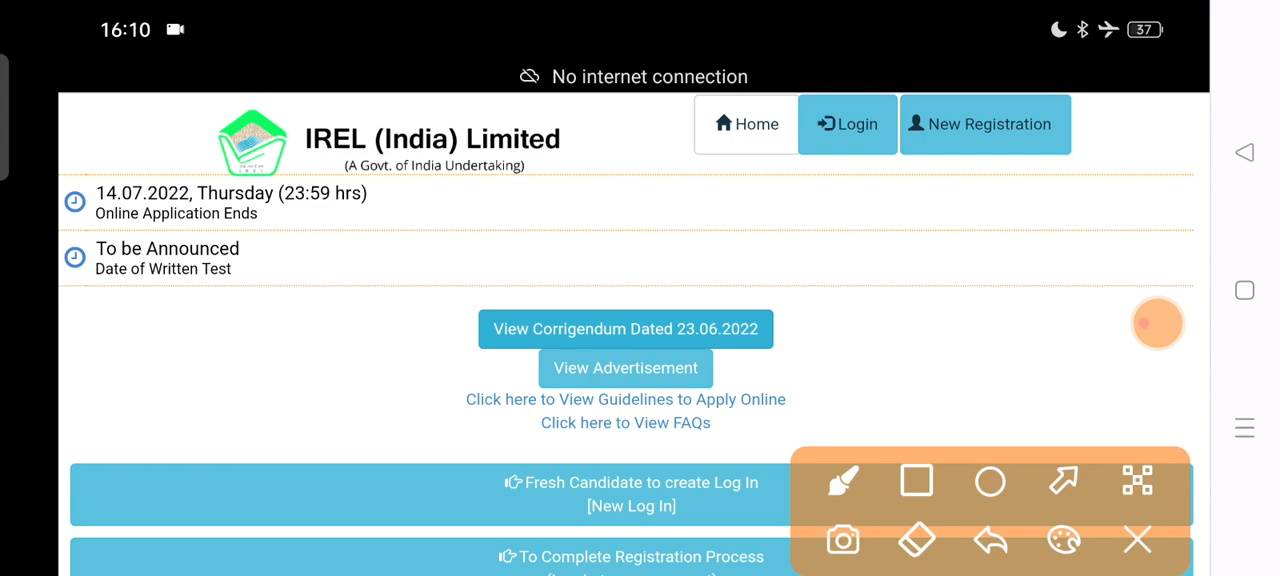 16:10
37
No internet connection
IREL (India) Limited
(A Govt. of India Undertaking)
Home
Login
New Registration
14.07.2022, Thursday (23:59 hrs)
Online Application Ends
To be Announced
Date of Written Test
View Corrigendum Dated 23.06.2022
View Advertisement
Click here to View Guidelines to Apply Online
Click here to View FAQs
Fresh Candidate to create Log In
[New Log In]
To Complete Registration Process